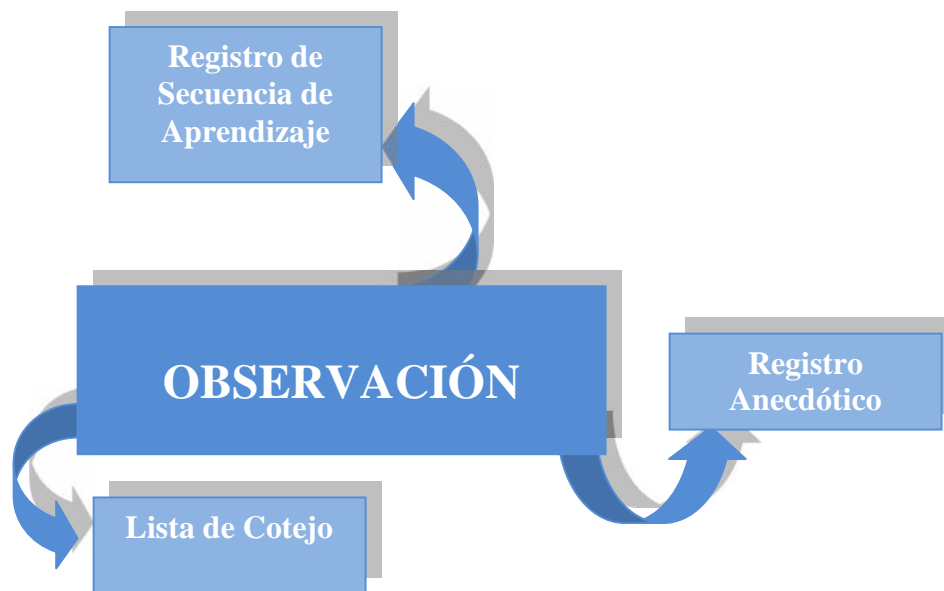 Registro de
Secuencia de
Aprendizaje
OBSERVACIÓN
Registro
Anecdótico
Lista de Cotejo